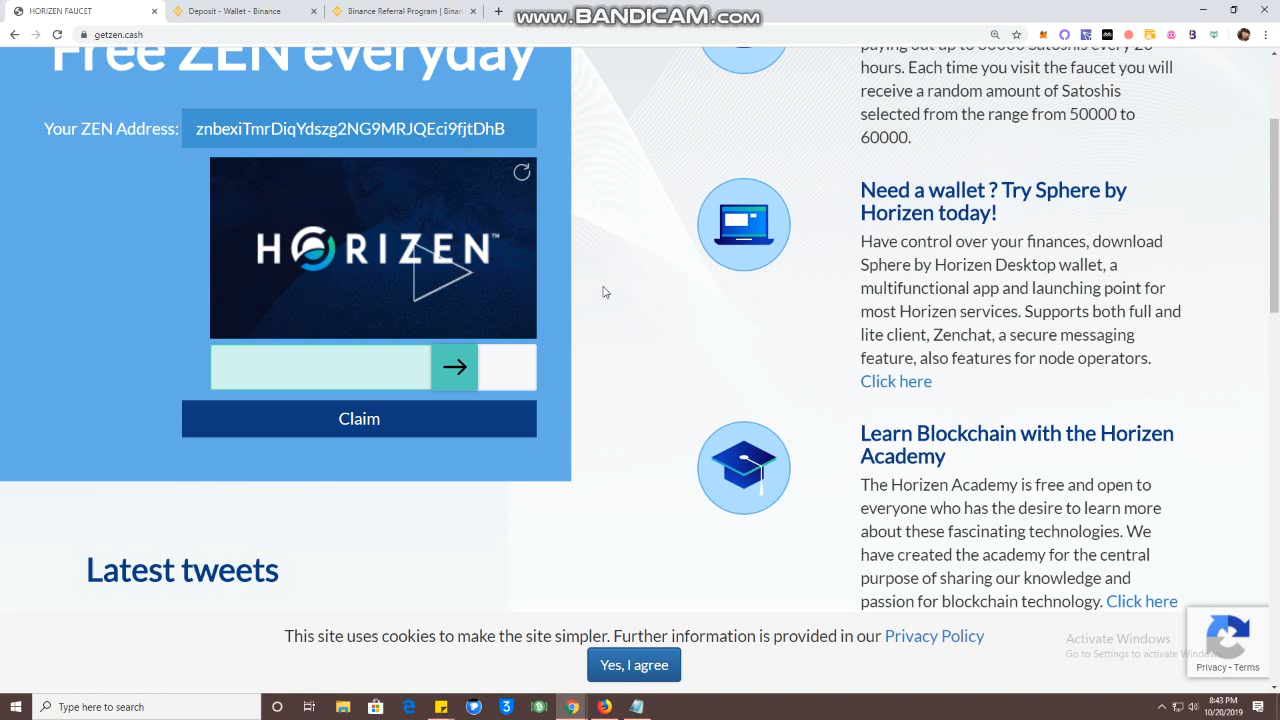 HORIZEN FAUCET
Deposit - Wallet - Binance
Binance Referral Program | Binan
www.BANDICAM.com
getzen.cash
Free ZEN everyday
Your ZEN Address:
znbexiTmrDiqYdszg2NG9MRJQEci9fjtDhB
HORIZEN™
Claim
Latest tweets
paying out up to 60000 Satoshis every 20
hours. Each time you visit the faucet you will
receive a random amount of Satoshis
selected from the range from 50000 to
60000.
Need a wallet ? Try Sphere by
Horizen today!
Have control over your finances, download
Sphere by Horizen Desktop wallet, a
multifunctional app and launching point for
most Horizen services. Supports both full and
lite client, Zenchat, a secure messaging
feature, also features for node operators.
Click here
Learn Blockchain with the Horizen
Academy
The Horizen Academy is free and open to
everyone who has the desire to learn more
about these fascinating technologies. We
have created the academy for the central
purpose of sharing our knowledge and
passion for blockchain technology. Click here
This site uses cookies to make the site simpler. Further information is provided in our Privacy Policy
Yes, I agree
Activate Windows
Go to Settings to activate Windows
Privacy - Terms
Type here to search
8:43 PM
10/20/2019